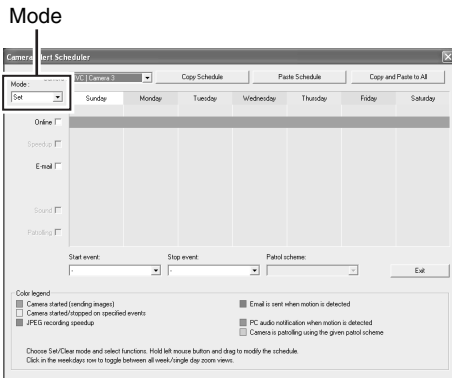 Mode
Camera Alert Scheduler
Mode :
VC | Camera 3
Copy Schedule
Paste Schedule
Copy and Paste to All
Set
Sunday Monday Tuesday Wednesday Thursday Friday Saturday
Online
Speedup
E-mail
Sound
Patrolling
Start event: Stop event: Patrol scheme:
- -
Exit
Color legend
Camera started (sending images) Email is sent when motion is detected
Camera started/stopped on specified events
JPEG recording speedup PC audio notification when motion is detected
Camera is patrolling using the given patrol scheme
Choose Set/Clear mode and select functions. Hold left mouse button and drag to modify the schedule.
Click in the weekdays row to toggle between all week/single day zoom views.